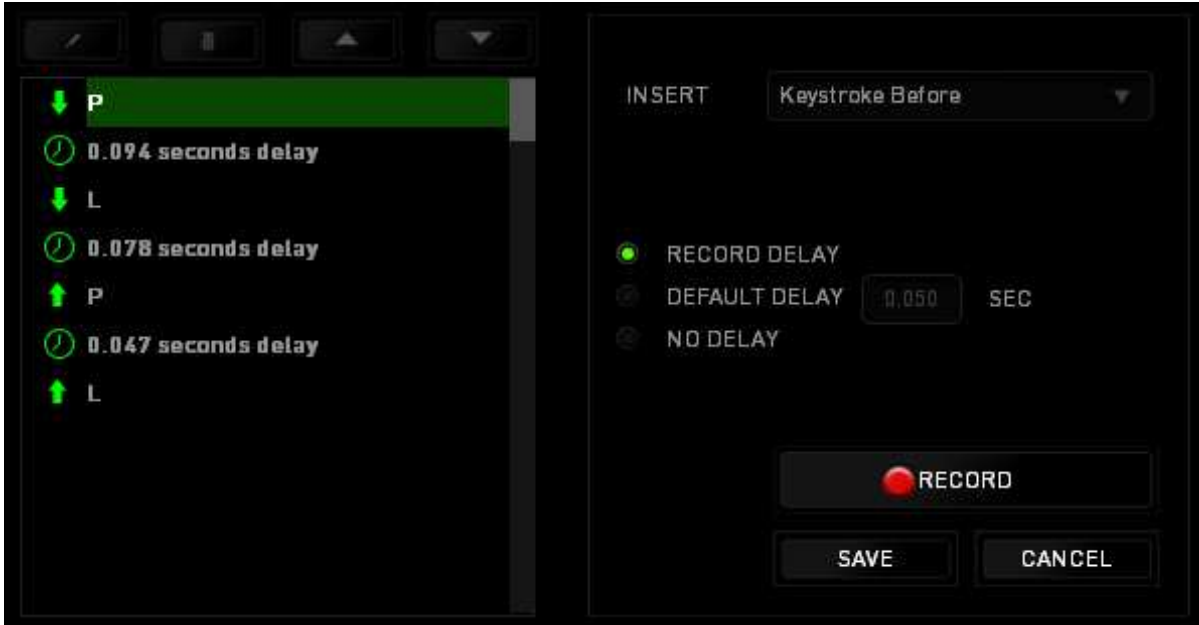 P
0.094 seconds delay
L
0.078 seconds delay
P
0.047 seconds delay
L
INSERT Keystroke Before
RECORD DELAY
DEFAULT DELAY 0.050 SEC
NO DELAY
RECORD
SAVE CANCEL